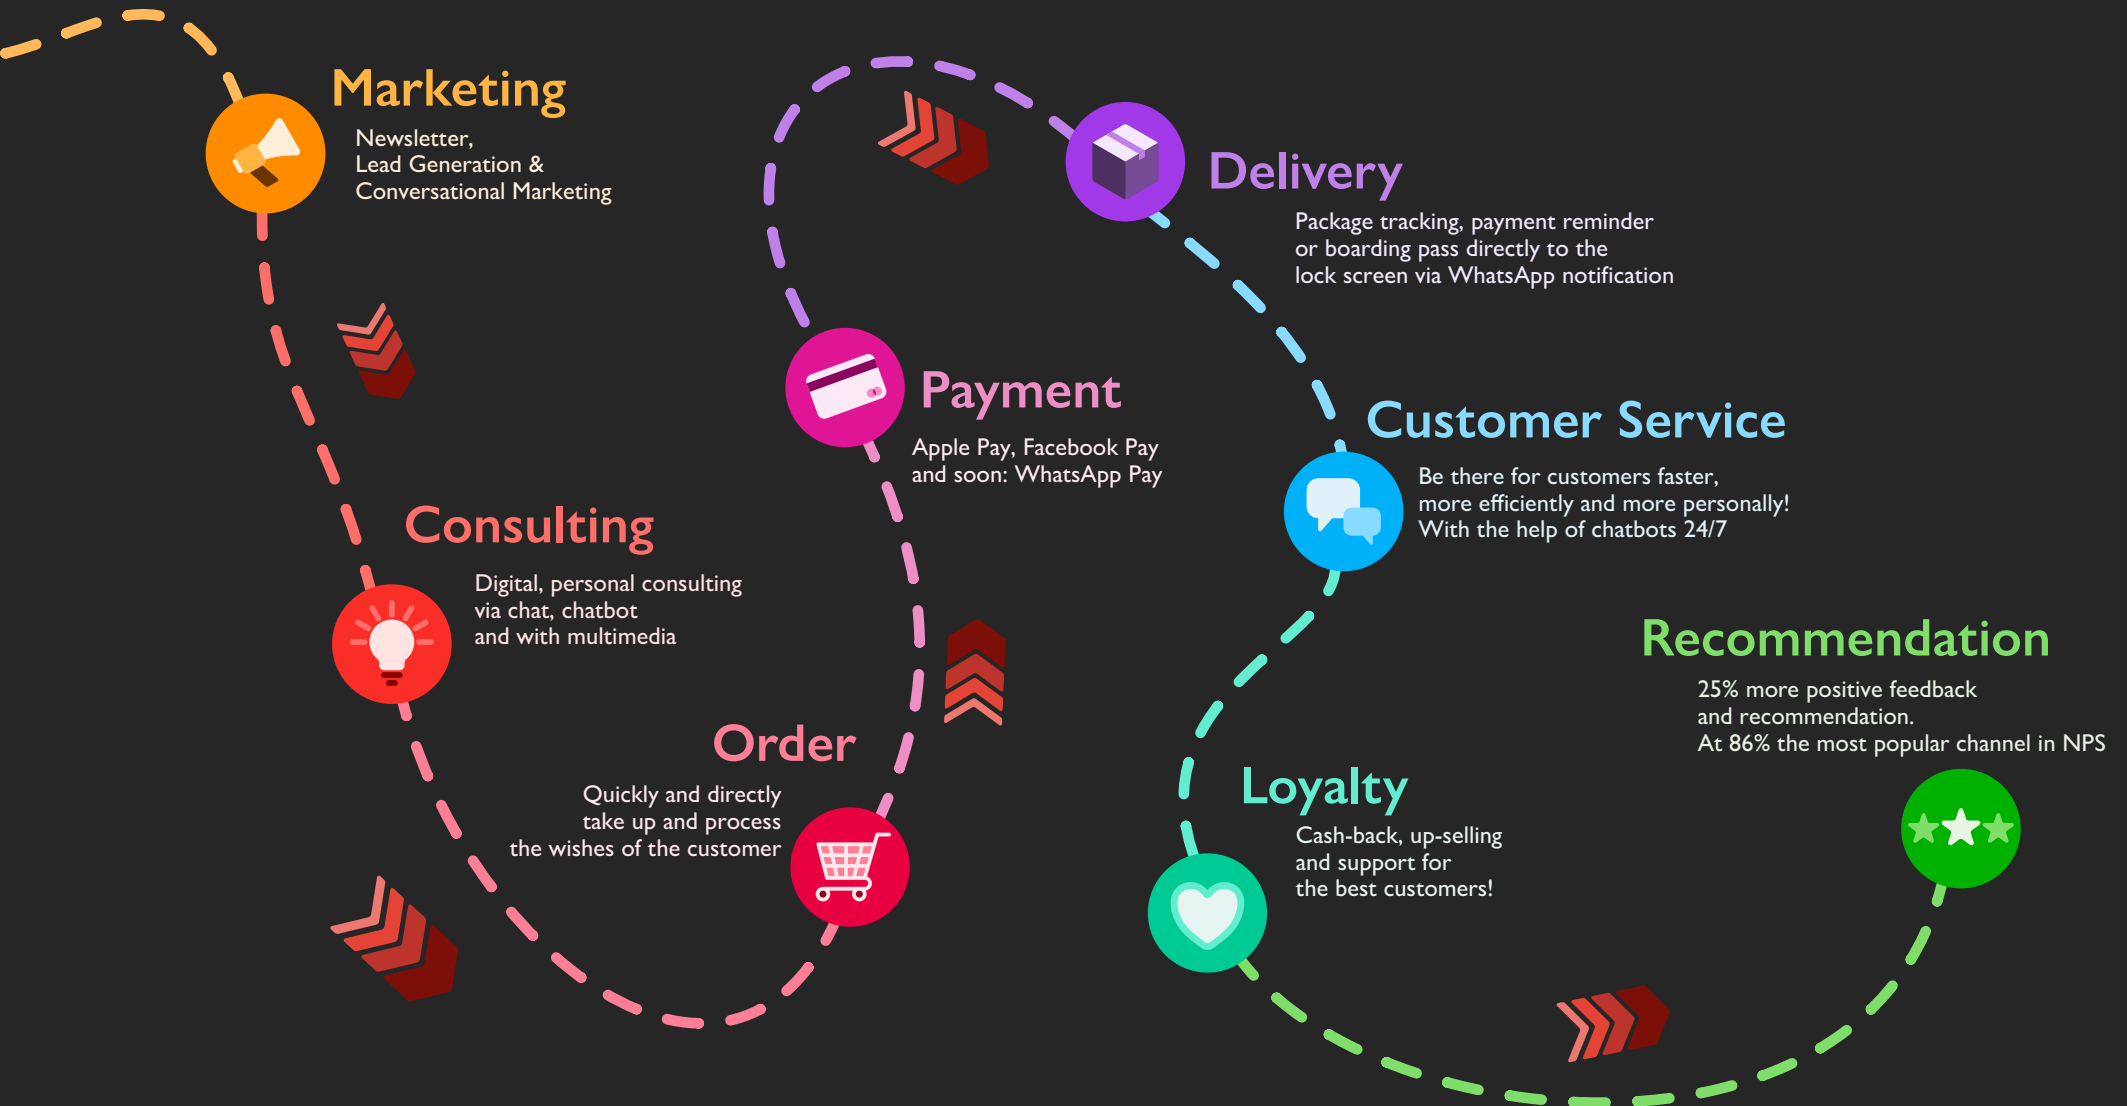 Marketing
Newsletter,
Lead Generation &
Conversational Marketing
Consulting
Digital, personal consulting
via chat, chatbot
and with multimedia
Order
Quickly and directly
take up and process
the wishes of the customer
Payment
Apple Pay, Facebook Pay
and soon: WhatsApp Pay
Delivery
Package tracking, payment reminder
or boarding pass directly to the
lock screen via WhatsApp notification
Customer Service
Be there for customers faster,
more efficiently and more personally!
With the help of chatbots 24/7
Loyalty
Cash-back, up-selling
and support for
the best customers!
Recommendation
25% more positive feedback
and recommendation.
At 86% the most popular channel in NPS